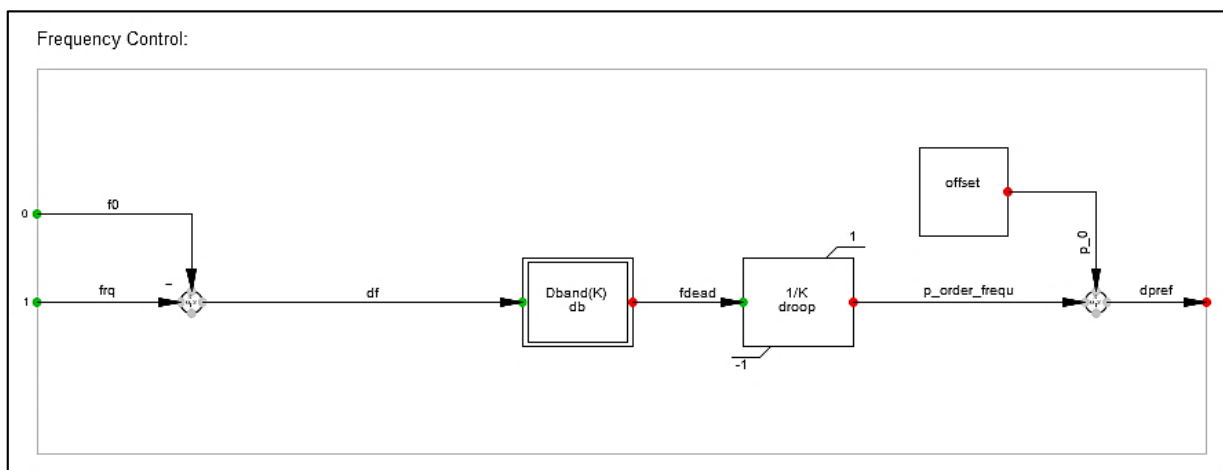 Frequency Control:
offset
1
0
f0
p_0
1
frq
−
df
Dband(K)
db
fdead
1/K
droop
p_order_frequ
dpref
-1